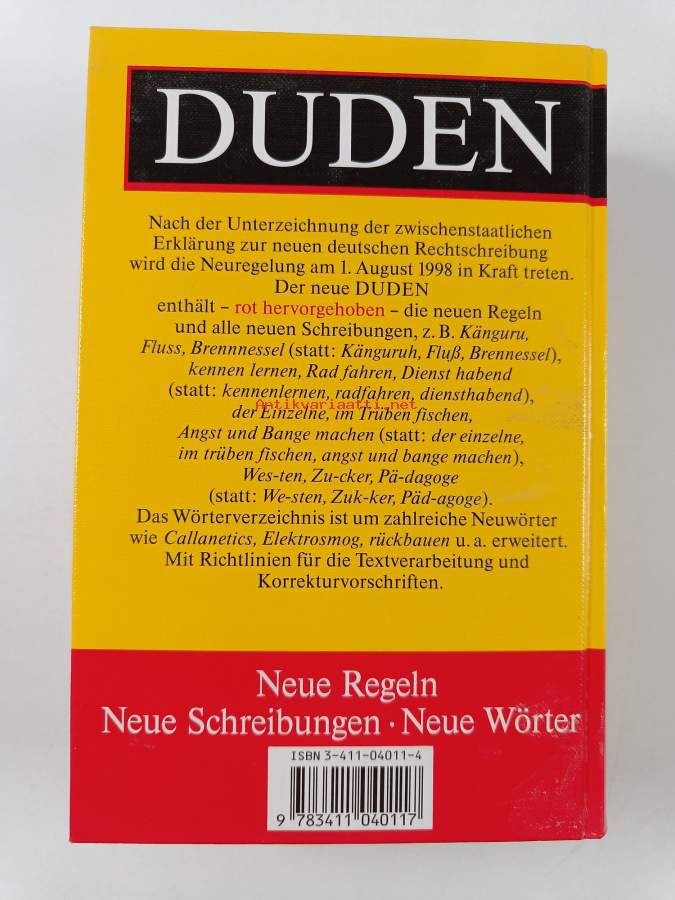 DUDEN
Nach der Unterzeichnung der zwischenstaatlichen
Erklärung zur neuen deutschen Rechtschreibung
wird die Neuregelung am 1. August 1998 in Kraft treten.
Der neue DUDEN
enthält – rot hervorgehoben – die neuen Regeln
und alle neuen Schreibungen, z. B. Känguru,
Fluss, Brennnessel (statt: Känguruh, Fluß, Brennessel),
kennen lernen, Rad fahren, Dienst habend
(statt: kennenlernen, radfahren, diensthabend),
Antikvariaatti.net
der Einzelne, im Trüben fischen,
Angst und Bange machen (statt: der einzelne,
im trüben fischen, angst und bange machen),
Wes-ten, Zu-cker, Pä-dagoge
(statt: We-sten, Zuk-ker, Päd-agoge).
Das Wörterverzeichnis ist um zahlreiche Neuwörter
wie Callanetics, Elektrosmog, rückbauen u. a. erweitert.
Mit Richtlinien für die Textverarbeitung und
Korrekturvorschriften.
Neue Regeln
Neue Schreibungen · Neue Wörter
ISBN 3-411-04011-4
9 783411 040117